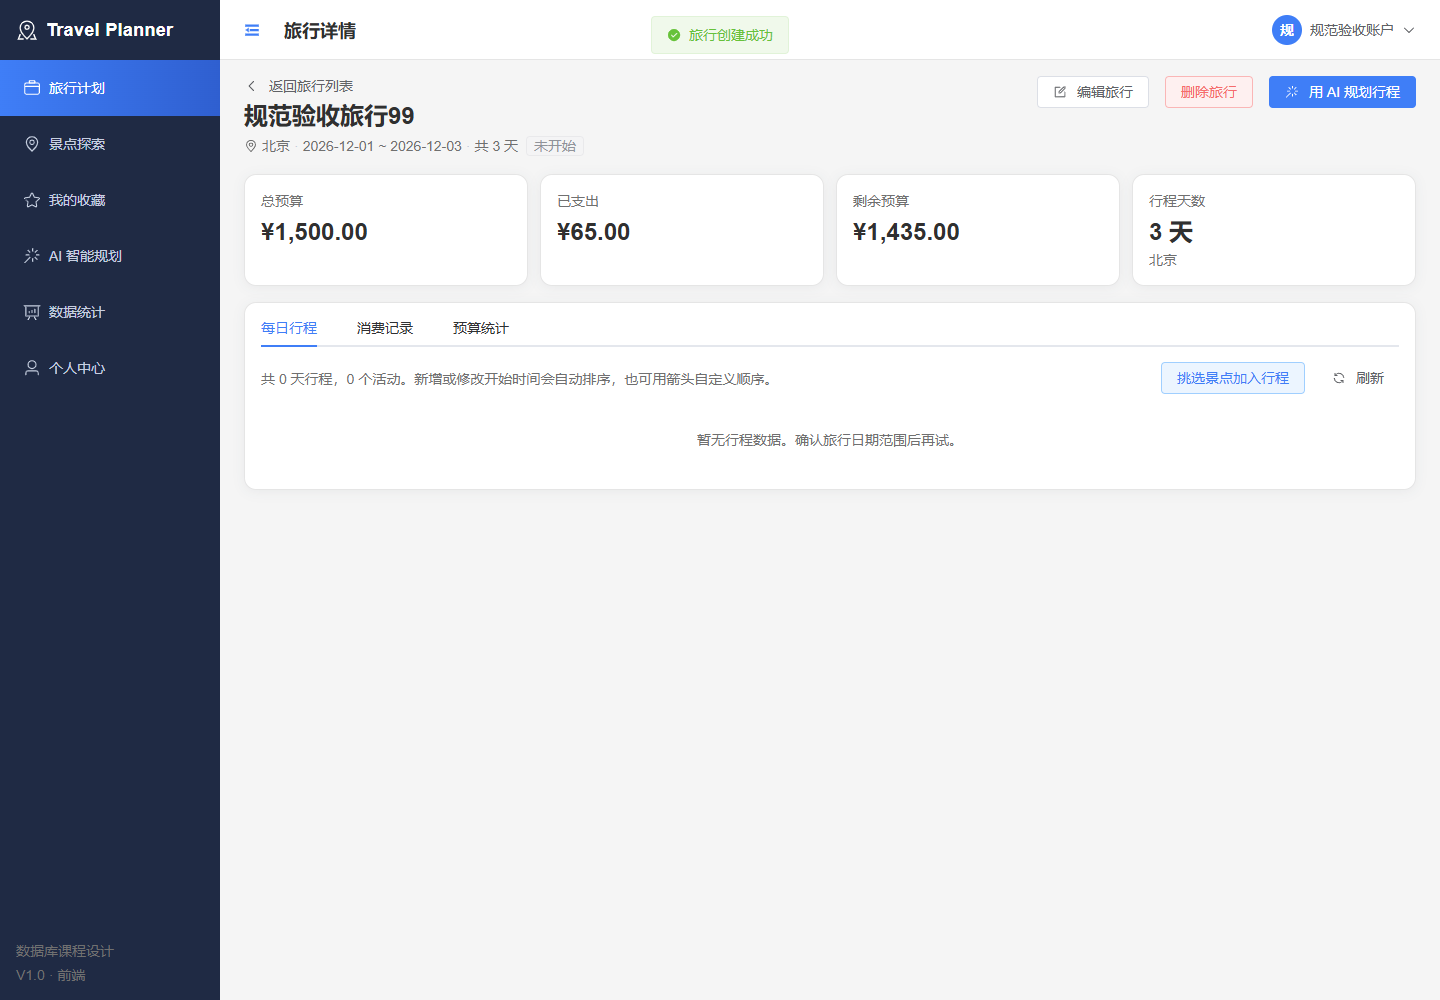 Travel Planner
旅行计划
景点探索
我的收藏
AI 智能规划
数据统计
个人中心
数据库课程设计
V1.0 · 前端
旅行详情
旅行创建成功
规
规范验收账户
返回旅行列表
规范验收旅行99
北京 · 2026-12-01 ~ 2026-12-03 · 共 3 天 未开始
编辑旅行
删除旅行
用 AI 规划行程
总预算
¥1,500.00
已支出
¥65.00
剩余预算
¥1,435.00
行程天数
3 天
北京
每日行程
消费记录
预算统计
共 0 天行程，0 个活动。新增或修改开始时间会自动排序，也可用箭头自定义顺序。
挑选景点加入行程
刷新
暂无行程数据。确认旅行日期范围后再试。